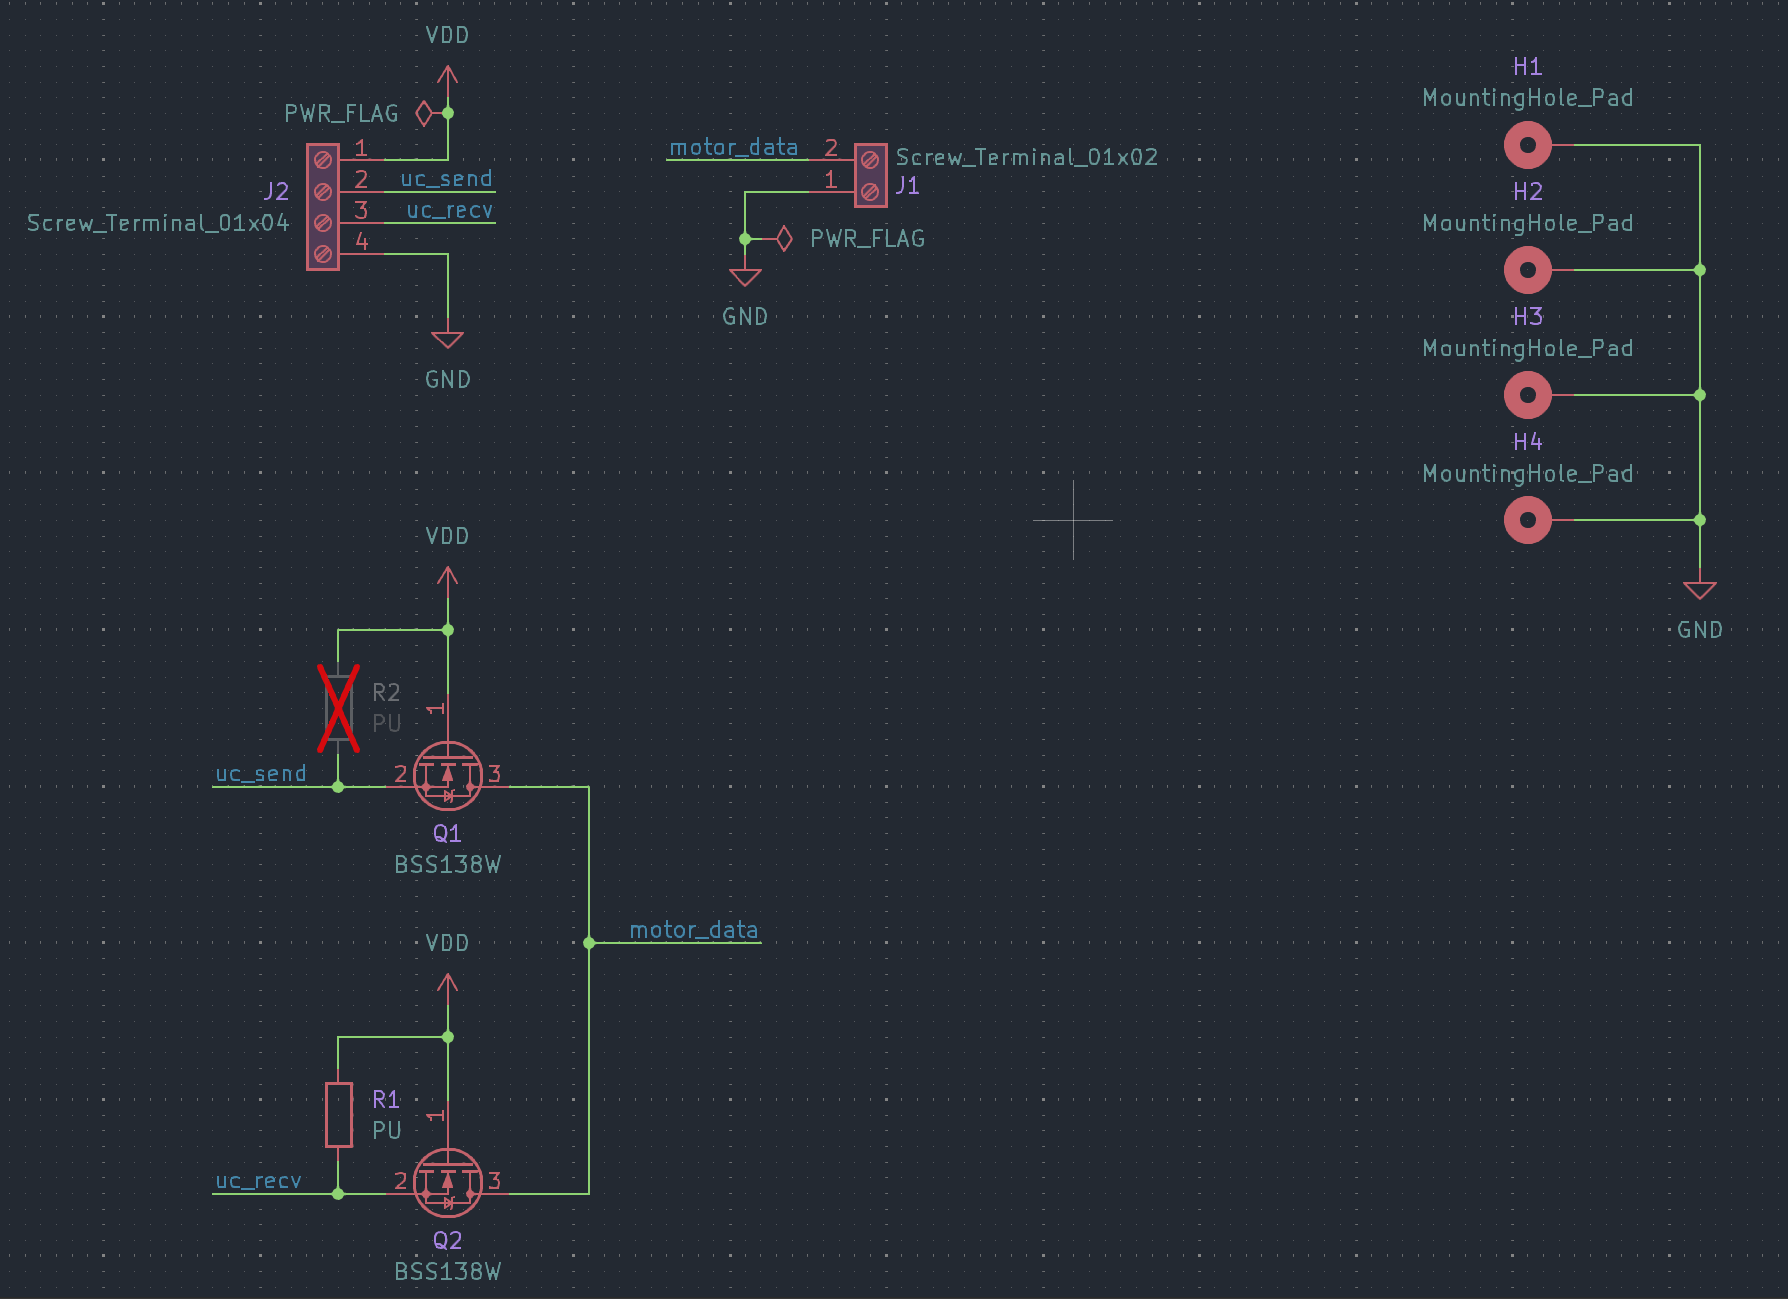 VDD
PWR_FLAG
1
2
uc_send
3
uc_recv
4
J2
Screw_Terminal_01x04
GND
motor_data
2
Screw_Terminal_01x02
1
J1
PWR_FLAG
GND
H1
MountingHole_Pad
H2
MountingHole_Pad
H3
MountingHole_Pad
H4
MountingHole_Pad
GND
VDD
R2
PU
1
uc_send
2
3
Q1
BSS138W
motor_data
VDD
R1
PU
1
uc_recv
2
3
Q2
BSS138W